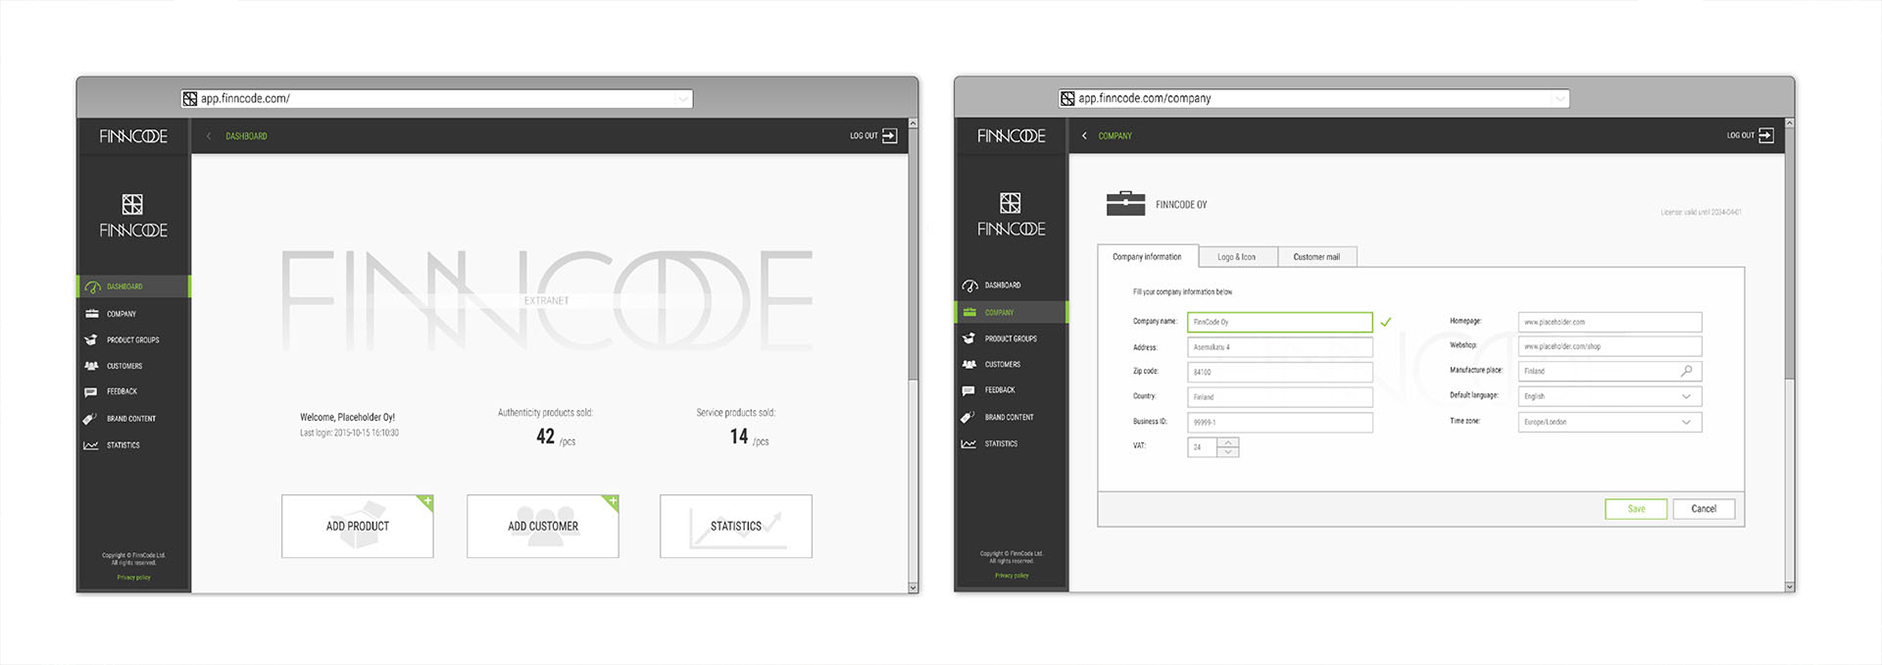 app.finncode.com/
FINNCODE
DASHBOARD
LOG OUT
FINNCODE
DASHBOARD
COMPANY
PRODUCT GROUPS
CUSTOMERS
FEEDBACK
BRAND CONTENT
STATISTICS
Copyright © FinnCode Ltd.
All rights reserved.
Privacy policy
FINNCODE
EXTRANET
Welcome, Placeholder Oy!
Last login: 2015-10-15 16:10:30
Authenticity products sold:
42 /pcs
Service products sold:
14 /pcs
ADD PRODUCT
ADD CUSTOMER
STATISTICS
app.finncode.com/company
FINNCODE
COMPANY
LOG OUT
FINNCODE
DASHBOARD
COMPANY
PRODUCT GROUPS
CUSTOMERS
FEEDBACK
BRAND CONTENT
STATISTICS
Copyright © FinnCode Ltd.
All rights reserved.
Privacy policy
FINNCODE OY
License: valid until 2034-04-01
Company information
Logo & Icon
Customer mail
Fill your company information below
Company name: FinnCode Oy
Address: Asemakatu 4
Zip code: 84100
Country: Finland
Business ID: 99999-1
VAT: 24
Homepage: www.placeholder.com
Webshop: www.placeholder.com/shop
Manufacture place: Finland
Default language: English
Time zone: Europe/London
Save
Cancel